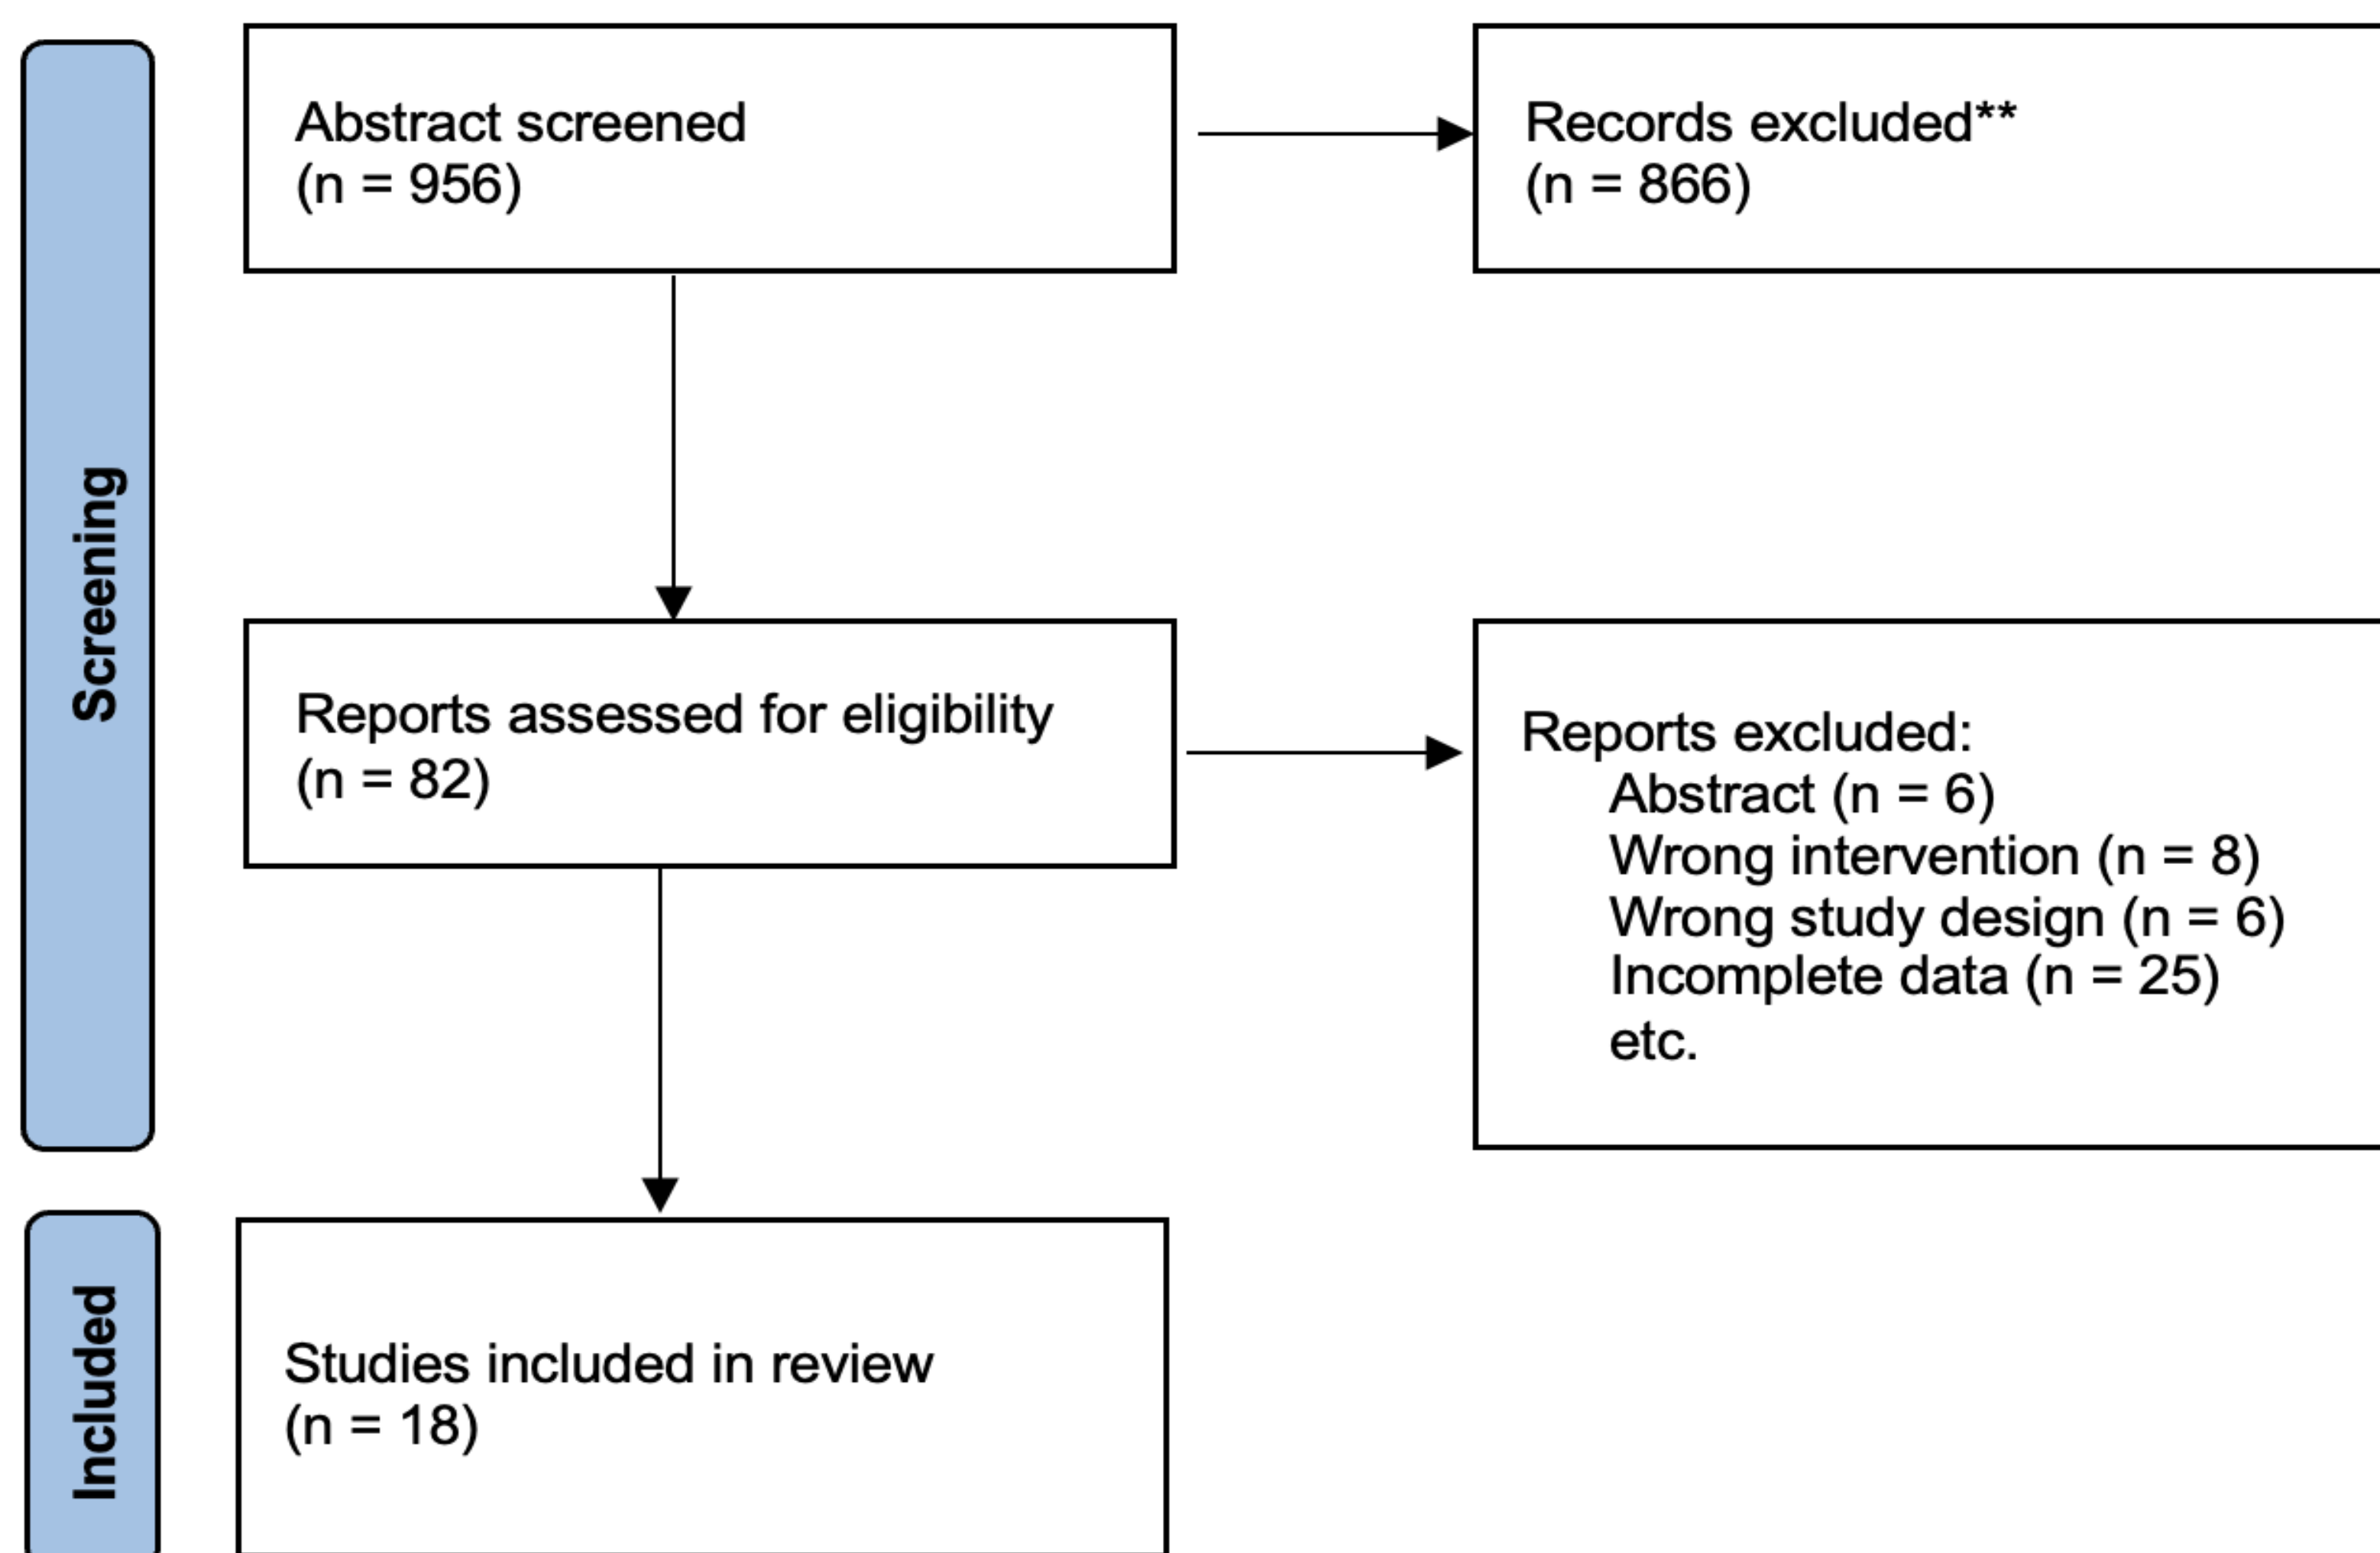 Screening
Abstract screened
(n = 956)
Records excluded**
(n = 866)
Reports assessed for eligibility
(n = 82)
Reports excluded:
Abstract (n = 6)
Wrong intervention (n = 8)
Wrong study design (n = 6)
Incomplete data (n = 25)
etc.
Included
Studies included in review
(n = 18)